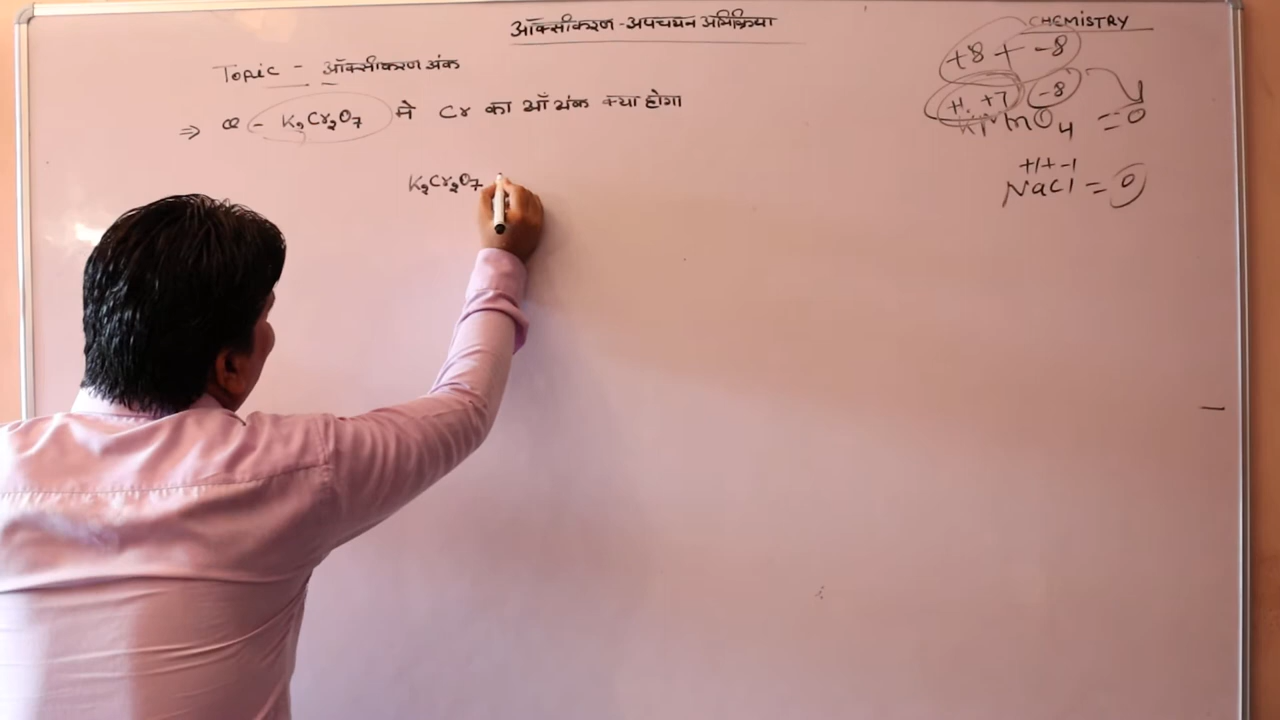 ऑक्सीकरण-अपचयन अभिक्रिया
CHEMISTRY
Topic - ऑक्सीकरण अंक
⇒ Q - K₂Cr₂O₇ मे Cr का ऑ अंक क्या होगा
K₂Cr₂O₇
+8 + -8
+1, +7 -8
MnO₄ = 0
+1 + -1
NaCl = 0